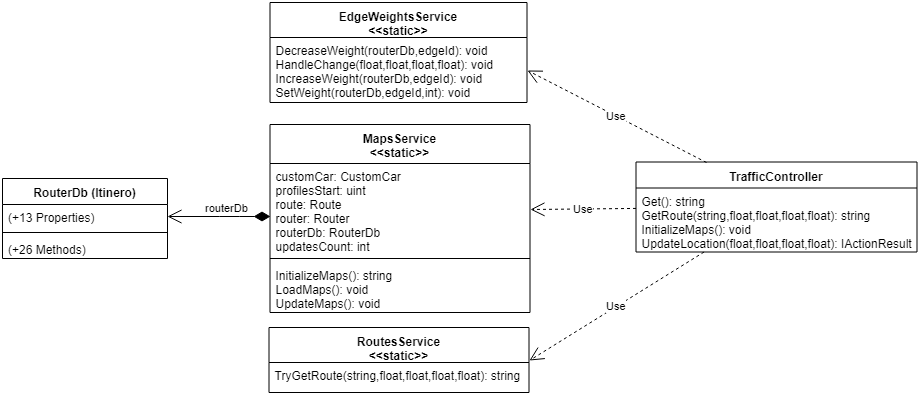 EdgeWeightsService
<<static>>
DecreaseWeight(routerDb,edgeId): void
HandleChange(float,float,float,float): void
IncreaseWeight(routerDb,edgeId): void
SetWeight(routerDb,edgeId,int): void
Use
MapsService
<<static>>
customCar: CustomCar
profilesStart: uint
route: Route
router: Router
routerDb: RouterDb
updatesCount: int
InitializeMaps(): string
LoadMaps(): void
UpdateMaps(): void
RouterDb (Itinero)
(+13 Properties)
(+26 Methods)
routerDb
Use
TrafficController
Get(): string
GetRoute(string,float,float,float,float): string
InitializeMaps(): void
UpdateLocation(float,float,float,float): IActionResult
Use
RoutesService
<<static>>
TryGetRoute(string,float,float,float,float): string